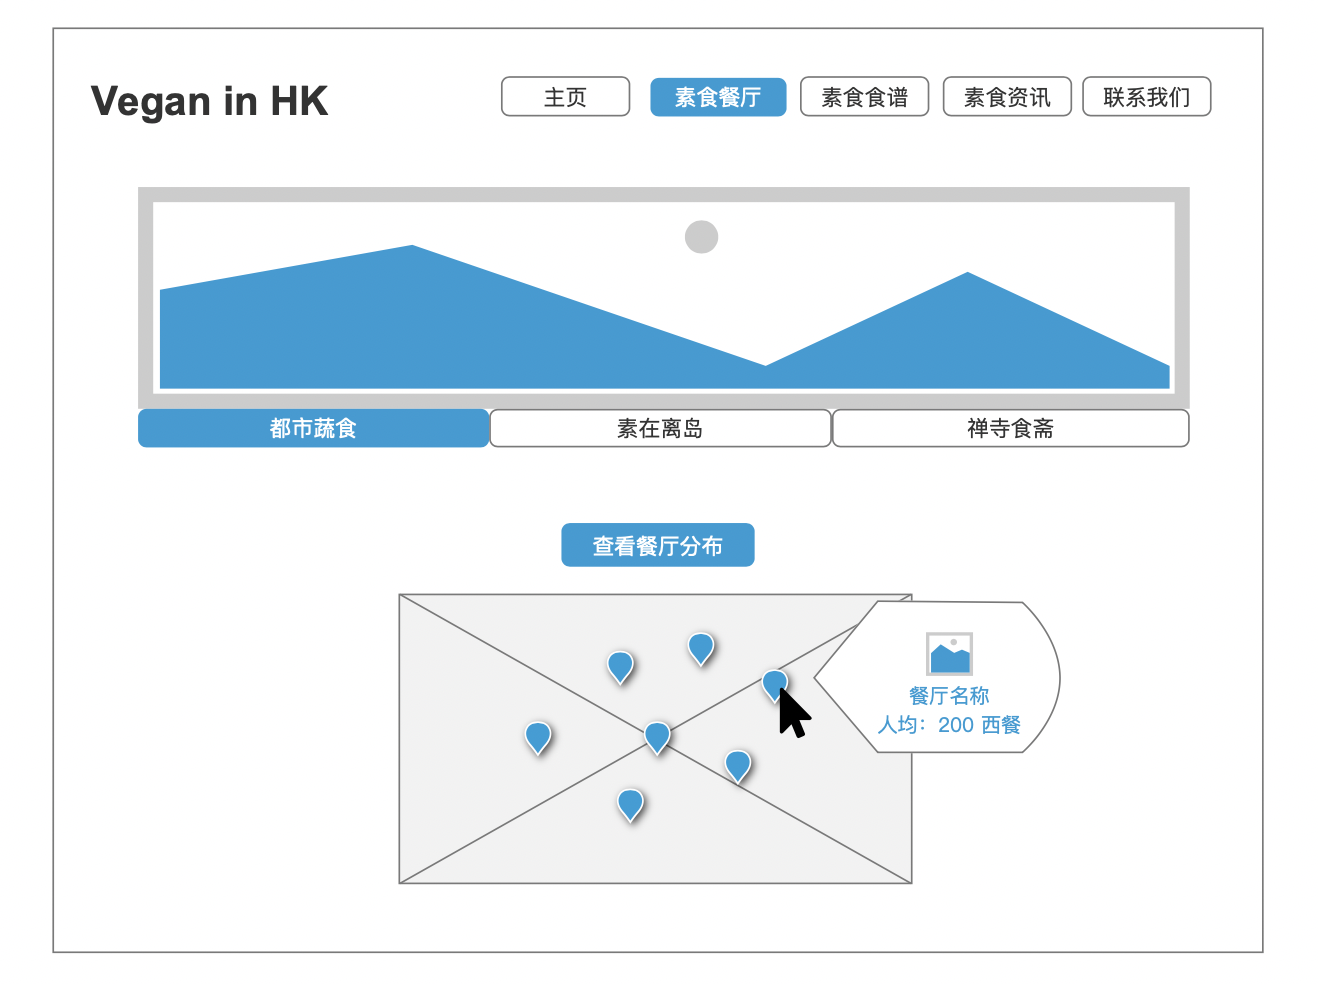 Vegan in HK
主页
素食餐厅
素食食谱
素食资讯
联系我们
都市蔬食
素在离岛
禅寺食斋
查看餐厅分布
餐厅名称
人均：200 西餐